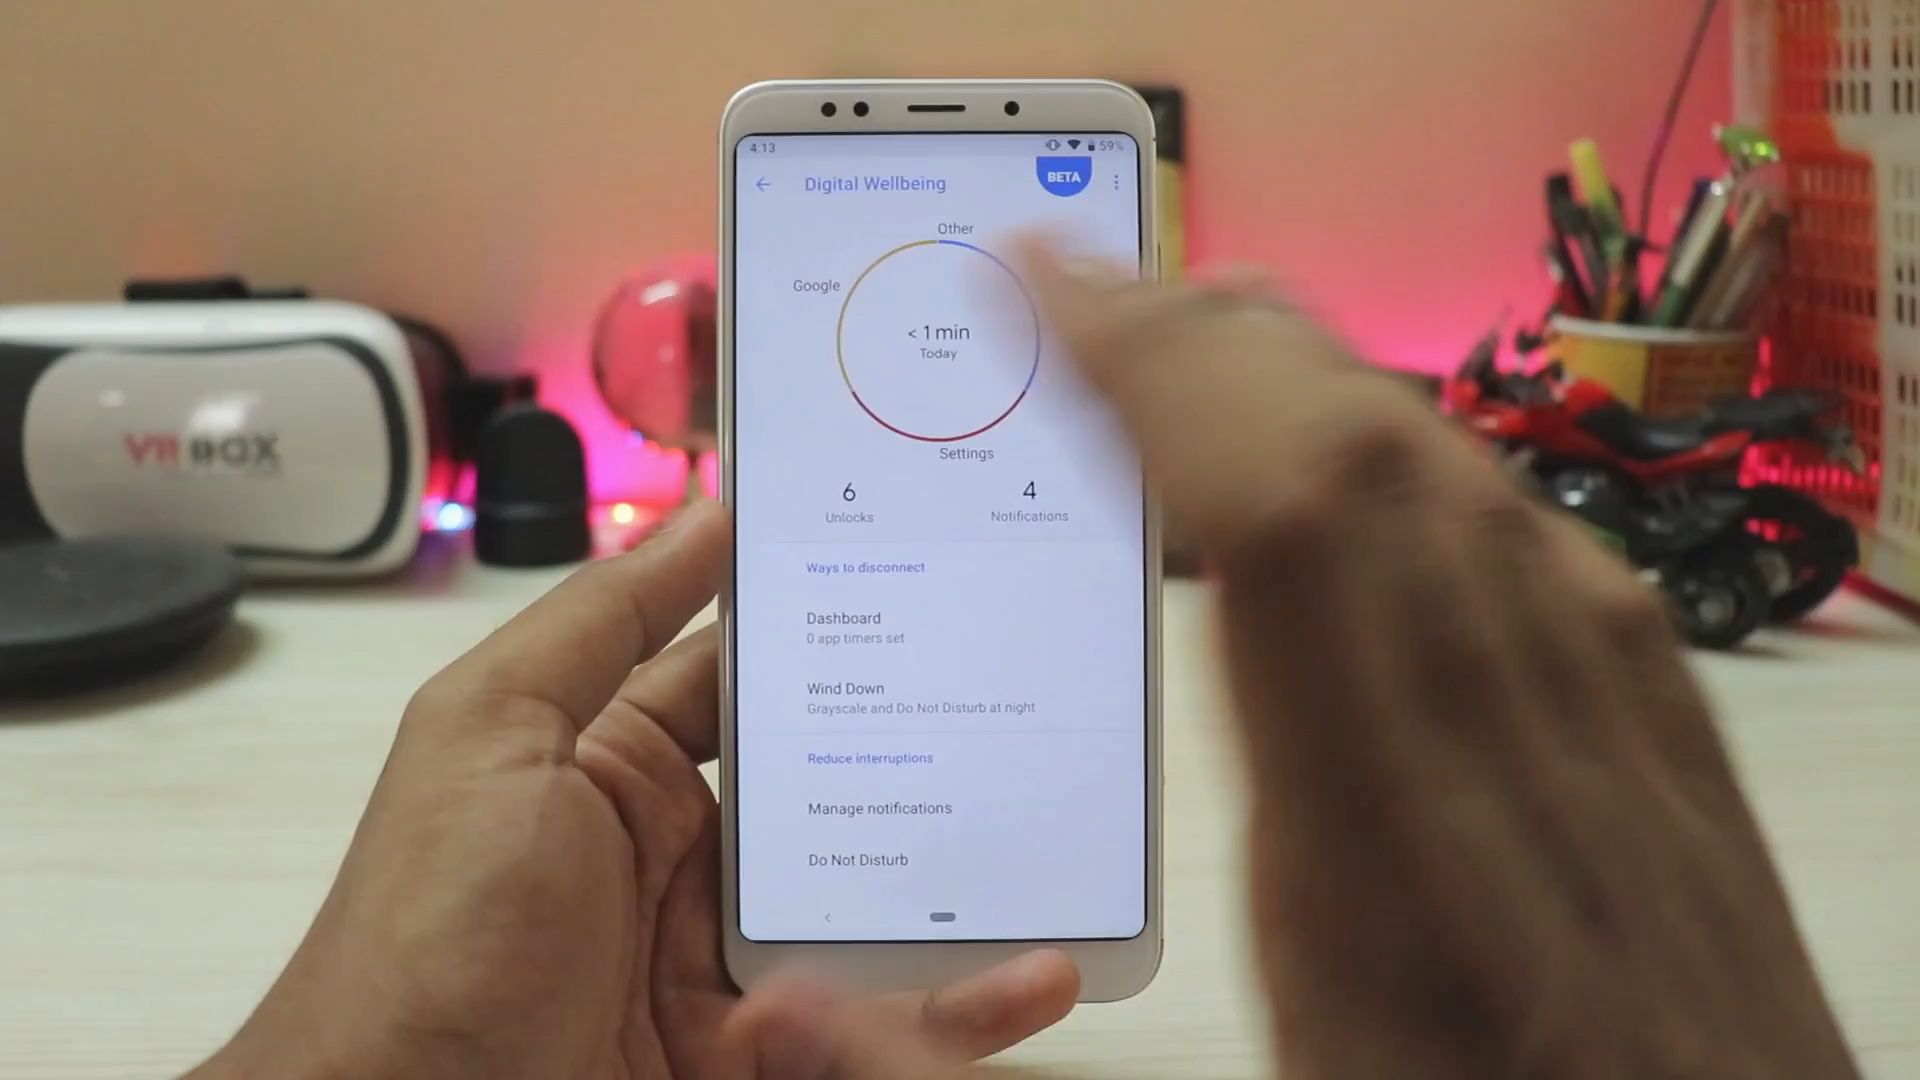 4:13
59%
Digital Wellbeing
BETA
Other
Google
< 1 min
Today
Settings
6
Unlocks
4
Notifications
Ways to disconnect
Dashboard
0 app timers set
Wind Down
Grayscale and Do Not Disturb at night
Reduce interruptions
Manage notifications
Do Not Disturb
VR BOX